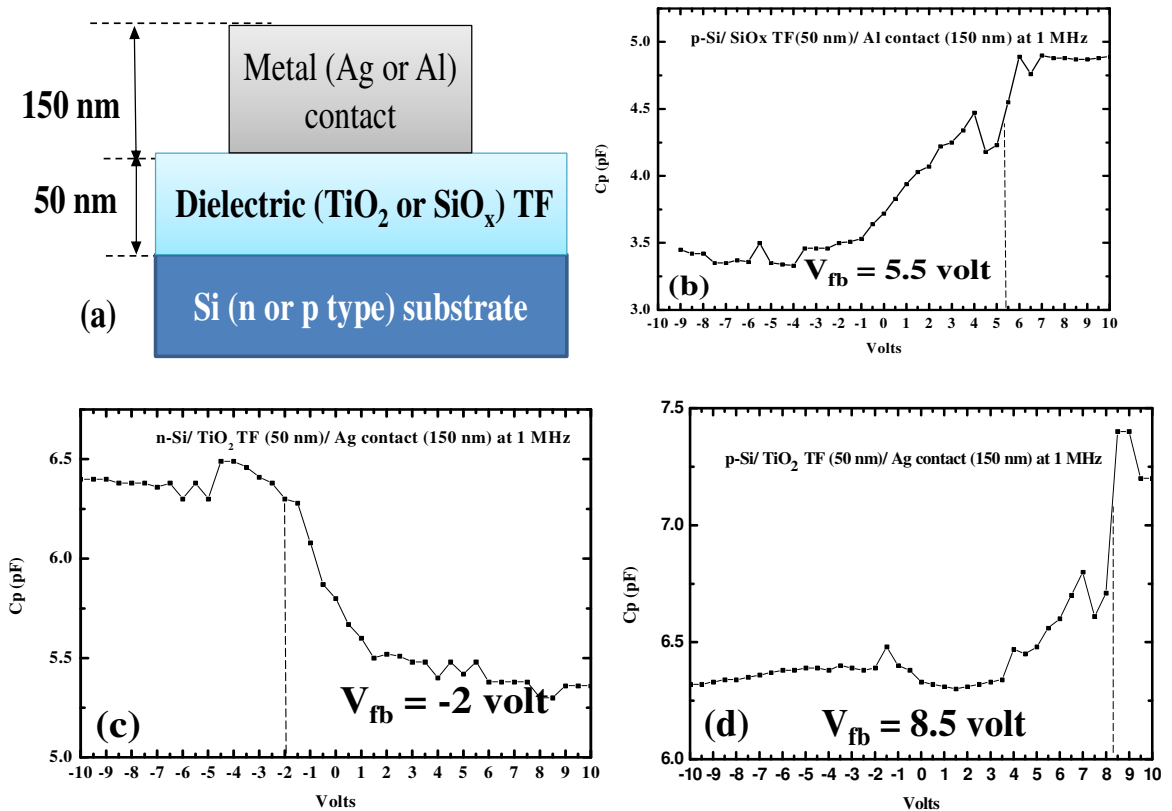 150 nm
50 nm
Metal (Ag or Al)
contact
Dielectric (TiO₂ or SiOₓ) TF
Si (n or p type) substrate
(a)
p-Si/ SiOx TF(50 nm)/ Al contact (150 nm) at 1 MHz
Cp (pF)
5.0
4.5
4.0
3.5
3.0
V_fb = 5.5 volt
(b)
-10 -9 -8 -7 -6 -5 -4 -3 -2 -1 0 1 2 3 4 5 6 7 8 9 10
Volts
n-Si/ TiO₂ TF (50 nm)/ Ag contact (150 nm) at 1 MHz
Cp (pF)
6.5
6.0
5.5
5.0
V_fb = -2 volt
(c)
-10 -9 -8 -7 -6 -5 -4 -3 -2 -1 0 1 2 3 4 5 6 7 8 9 10
Volts
p-Si/ TiO₂ TF (50 nm)/ Ag contact (150 nm) at 1 MHz
Cp (pF)
7.5
7.0
6.5
6.0
V_fb = 8.5 volt
(d)
-10 -9 -8 -7 -6 -5 -4 -3 -2 -1 0 1 2 3 4 5 6 7 8 9 10
Volts